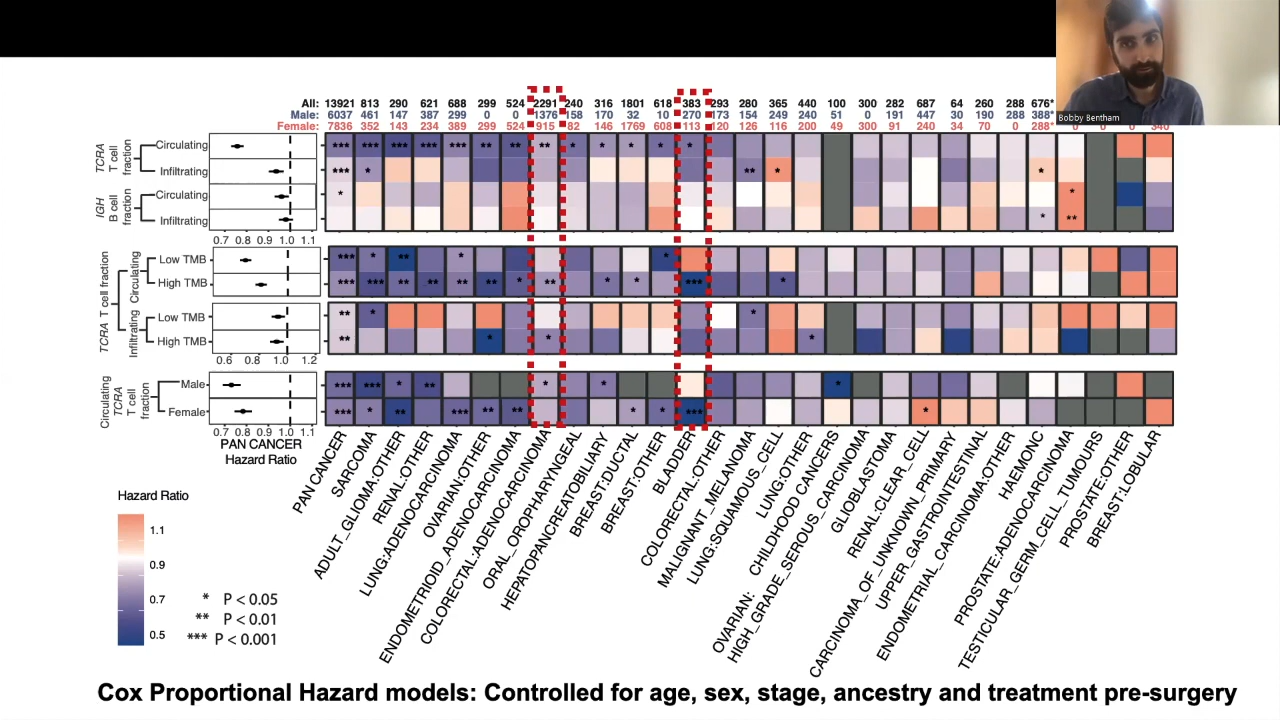 Bobby Bentham
All: 13921 813 290 621 688 299 524 2291 240 316 1801 618 383 293 280 365 440 100 300 282 687 64 260 288 676*
Male: 6037 461 147 387 299 0 0 1376 158 170 32 10 270 173 154 249 240 51 0 191 447 30 190 288 388*
Female: 7836 352 143 234 389 299 524 915 82 146 1769 608 113 120 126 116 200 49 300 91 240 34 70 0 288* 0 0 0 340
TCRA T cell fraction
Circulating *** *** *** *** *** ** ** ** * * * * *
Infiltrating *** * ** * *
IGH B cell fraction
Circulating * *
Infiltrating * **
0.7 0.8 0.9 1.0 1.1
TCRA T cell fraction
Circulating
Low TMB *** * ** * *
High TMB *** *** ** ** ** ** * ** * * *** *
Infiltrating
Low TMB ** * *
High TMB ** * * *
0.6 0.8 1.0 1.2
Circulating TCRA T cell fraction
Male *** *** * ** * * *
Female *** * ** *** ** ** * * *** *
0.7 0.8 0.9 1.0 1.1
PAN CANCER
Hazard Ratio
PAN CANCER
SARCOMA
ADULT_GLIOMA:OTHER
RENAL:OTHER
LUNG:ADENOCARCINOMA
OVARIAN:OTHER
ENDOMETRIOID_ADENOCARCINOMA
COLORECTAL:ADENOCARCINOMA
ORAL_OROPHARYNGEAL
HEPATOPANCREATOBILIARY
BREAST:DUCTAL
BREAST:OTHER
BLADDER
COLORECTAL:OTHER
MALIGNANT_MELANOMA
LUNG:SQUAMOUS_CELL
LUNG:OTHER
CHILDHOOD CANCERS
OVARIAN:
HIGH_GRADE_SEROUS_CARCINOMA
GLIOBLASTOMA
RENAL:CLEAR_CELL
CARCINOMA_OF_UNKNOWN_PRIMARY
UPPER_GASTROINTESTINAL
ENDOMETRIAL_CARCINOMA:OTHER
HAEMONC
PROSTATE:ADENOCARCINOMA
TESTICULAR_GERM_CELL_TUMOURS
PROSTATE:OTHER
BREAST:LOBULAR
Hazard Ratio
1.1
0.9
0.7
0.5
* P < 0.05
** P < 0.01
*** P < 0.001
Cox Proportional Hazard models: Controlled for age, sex, stage, ancestry and treatment pre-surgery